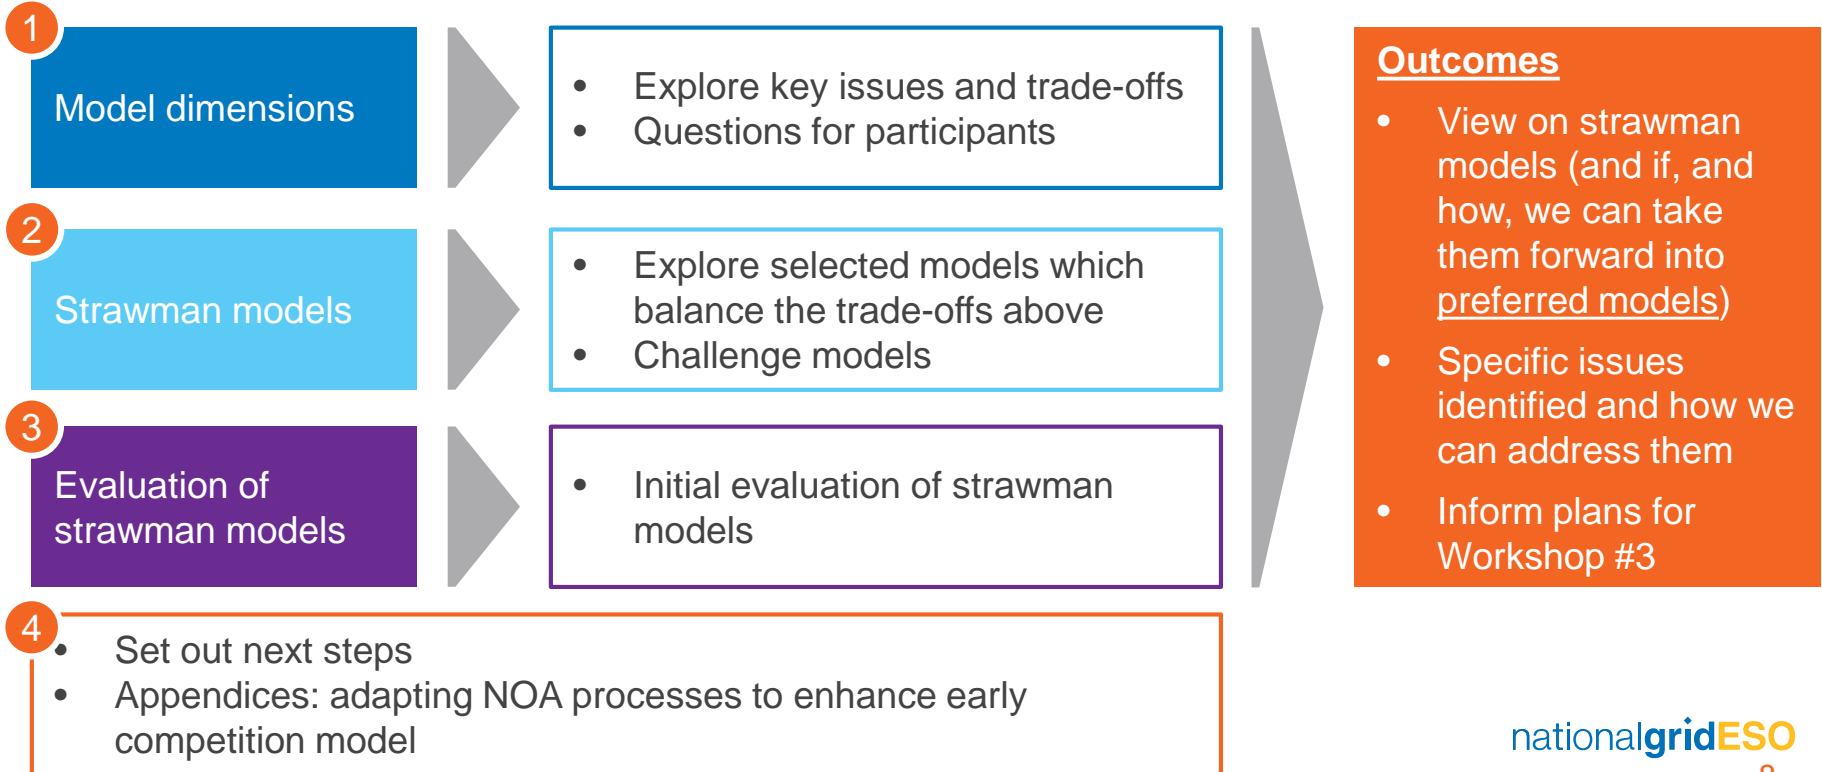 1
Model dimensions
• Explore key issues and trade-offs
• Questions for participants
2
Strawman models
• Explore selected models which
balance the trade-offs above
• Challenge models
3
Evaluation of
strawman models
• Initial evaluation of strawman
models
4
• Set out next steps
• Appendices: adapting NOA processes to enhance early
competition model
Outcomes
• View on strawman
models (and if, and
how, we can take
them forward into
preferred models)
• Specific issues
identified and how we
can address them
• Inform plans for
Workshop #3
nationalgridESO